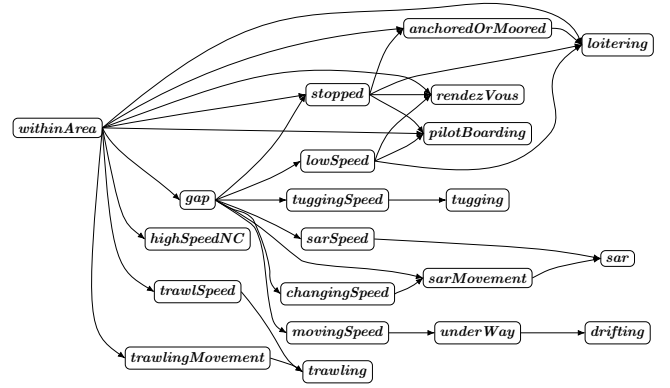 anchoredOrMoored
loitering
stopped
rendezVous
withinArea
pilotBoarding
lowSpeed
gap
tuggingSpeed
tugging
highSpeedNC
sarSpeed
sar
sarMovement
trawlSpeed
changingSpeed
movingSpeed
underWay
drifting
trawlingMovement
trawling